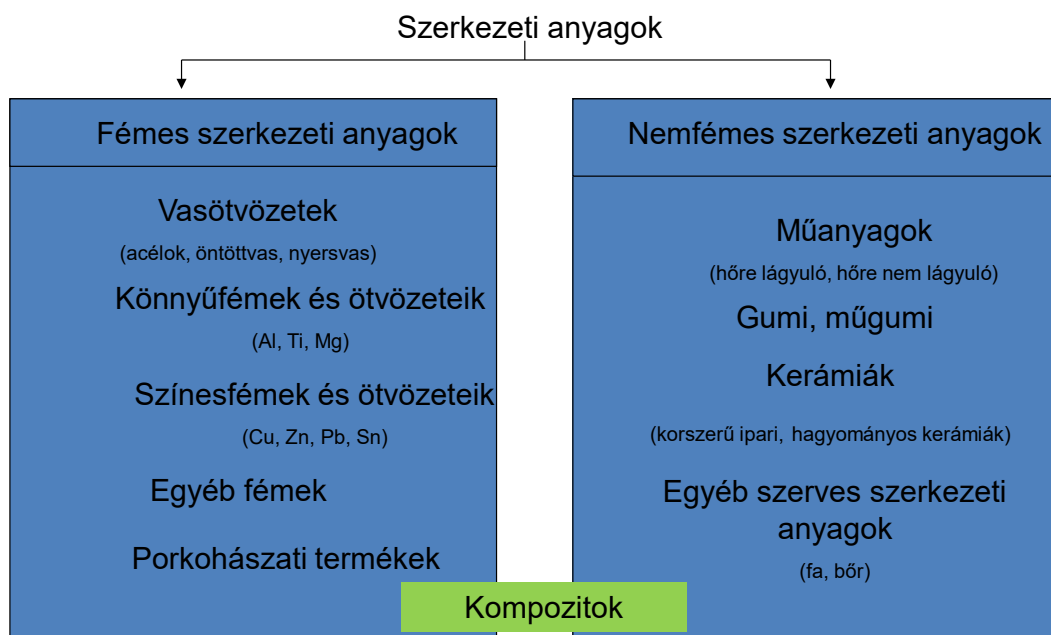 Szerkezeti anyagok
Fémes szerkezeti anyagok
Vasötvözetek
(acélok, öntöttvas, nyersvas)
Könnyűfémek és ötvözeteik
(Al, Ti, Mg)
Színesfémek és ötvözeteik
(Cu, Zn, Pb, Sn)
Egyéb fémek
Porkohászati termékek
Nemfémes szerkezeti anyagok
Műanyagok
(hőre lágyuló, hőre nem lágyuló)
Gumi, műgumi
Kerámiák
(korszerű ipari, hagyományos kerámiák)
Egyéb szerves szerkezeti
anyagok
(fa, bőr)
Kompozitok